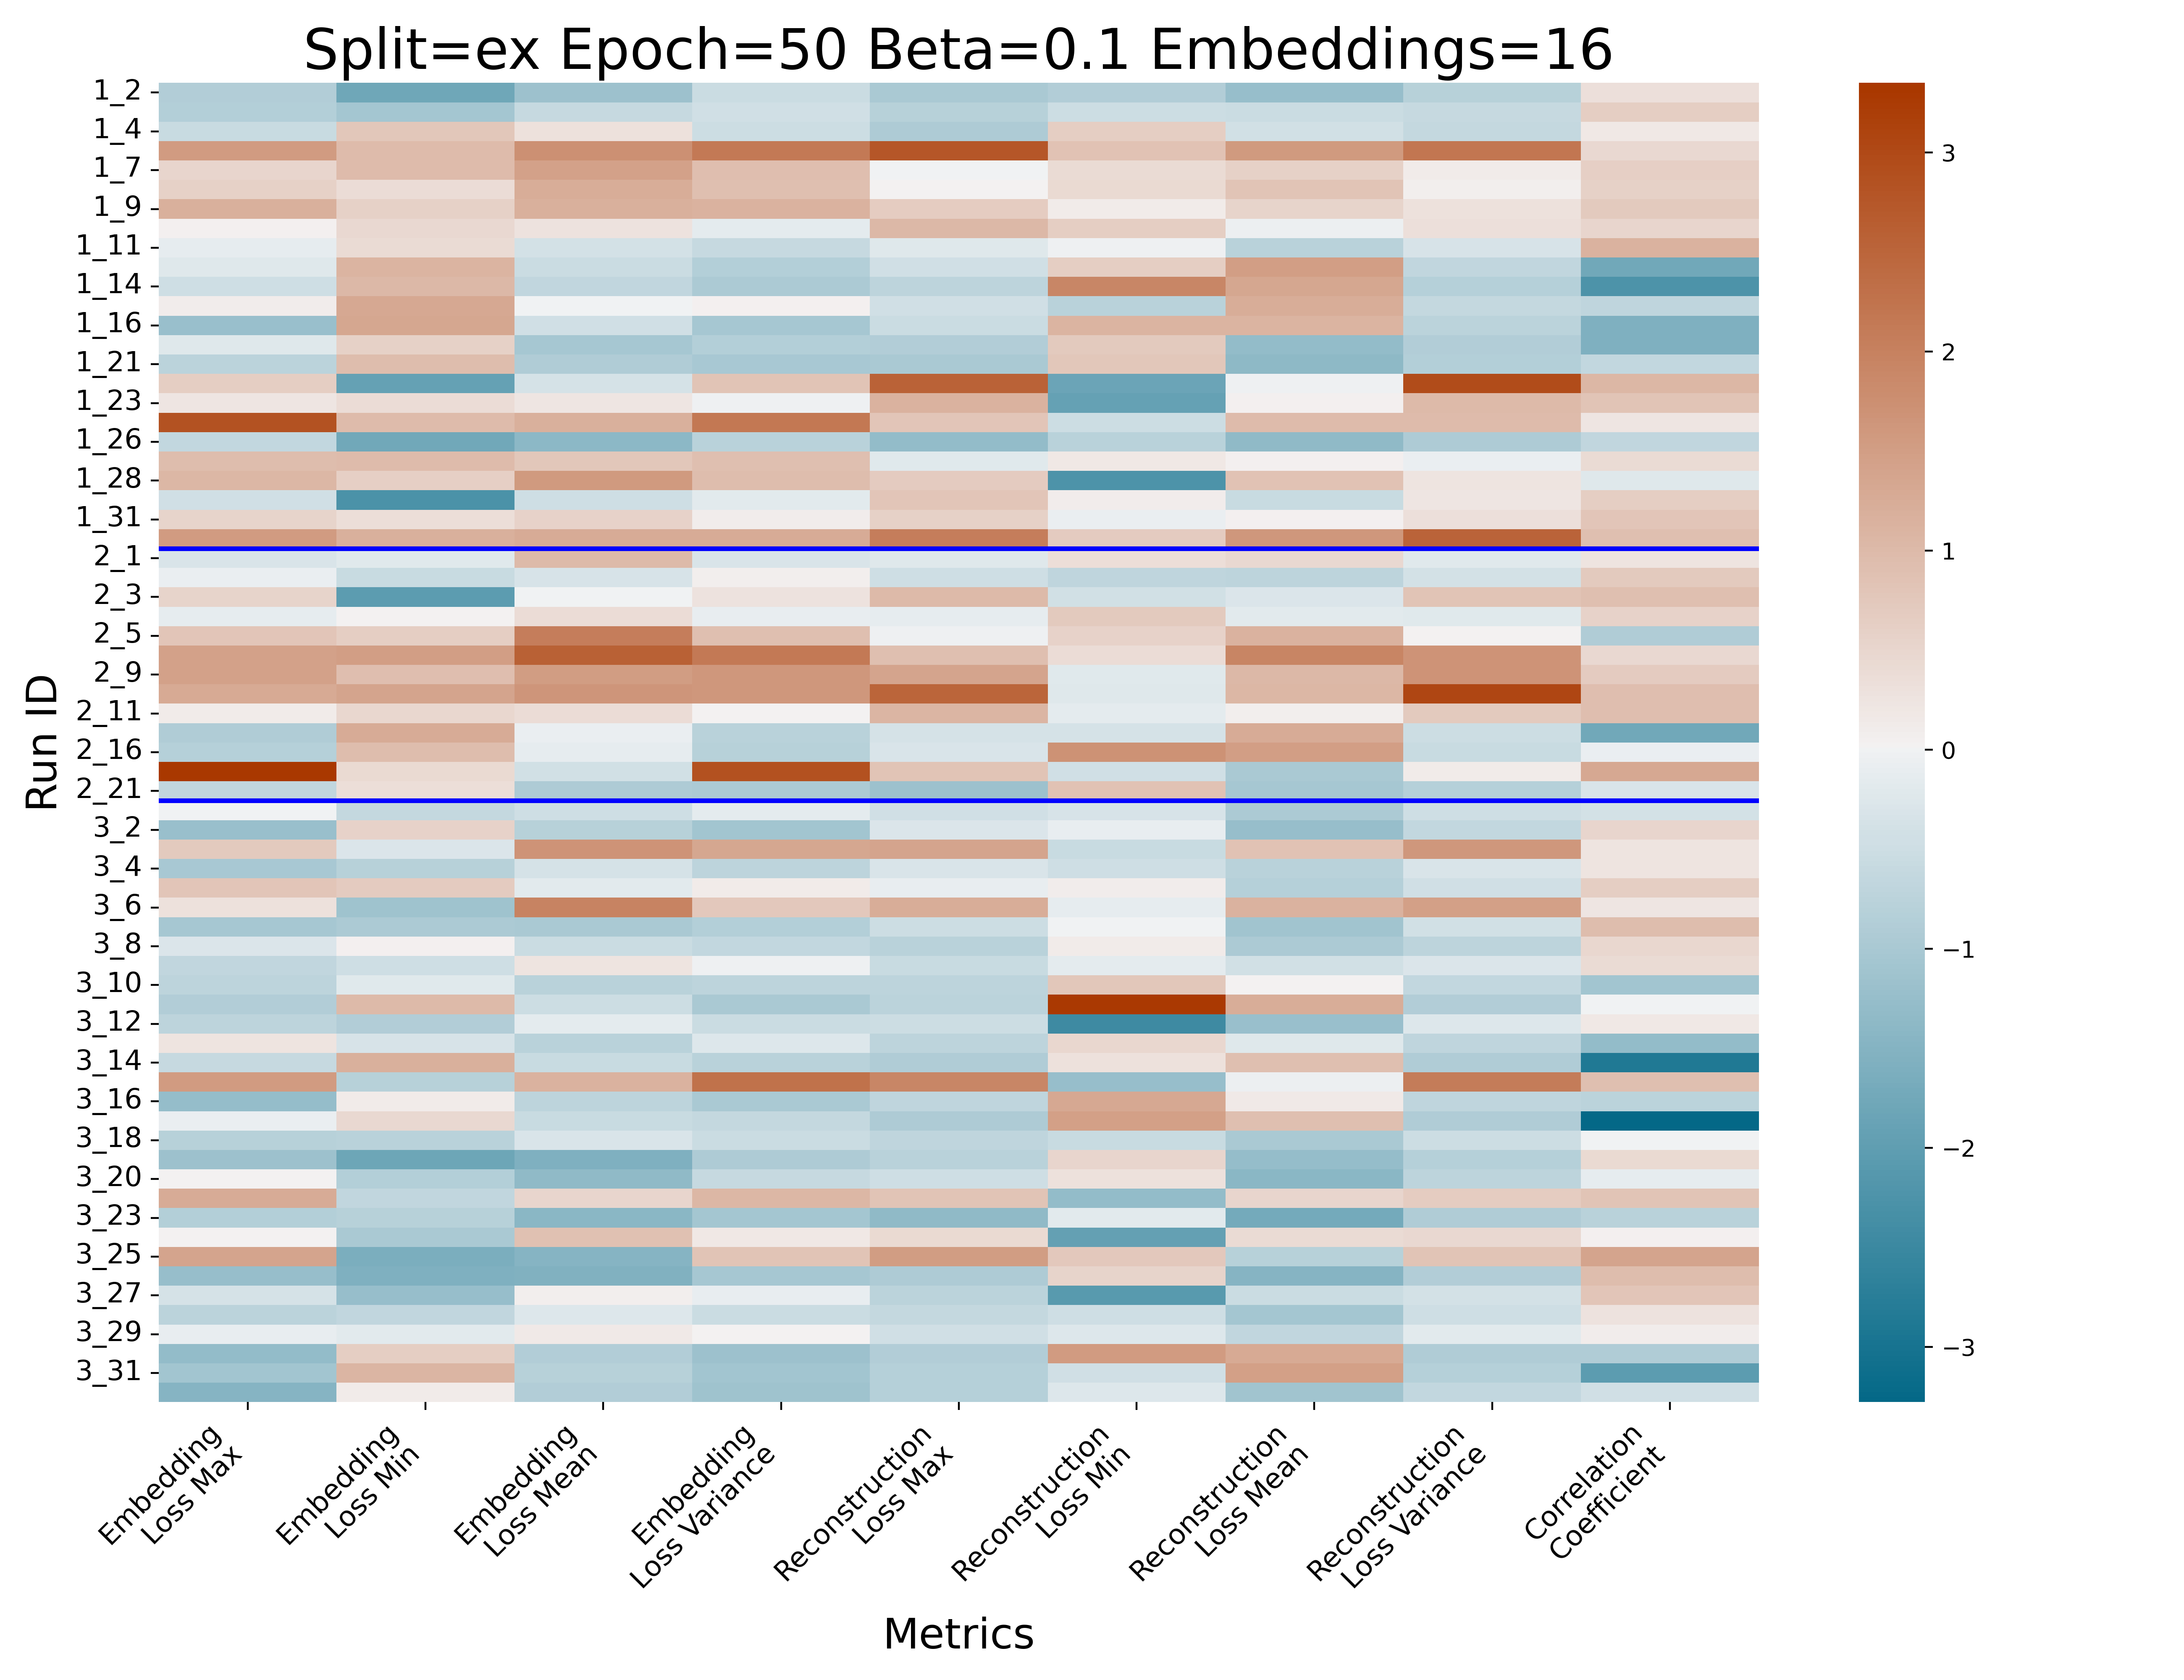 Split=ex Epoch=50 Beta=0.1 Embeddings=16
Run ID
1_2
1_4
1_7
1_9
1_11
1_14
1_16
1_21
1_23
1_26
1_28
1_31
2_1
2_3
2_5
2_9
2_11
2_16
2_21
3_2
3_4
3_6
3_8
3_10
3_12
3_14
3_16
3_18
3_20
3_23
3_25
3_27
3_29
3_31
Embedding
Loss Max
Embedding
Loss Min
Embedding
Loss Mean
Embedding
Loss Variance
Reconstruction
Loss Max
Reconstruction
Loss Min
Reconstruction
Loss Mean
Reconstruction
Loss Variance
Correlation
Coefficient
Metrics
3
2
1
0
−1
−2
−3